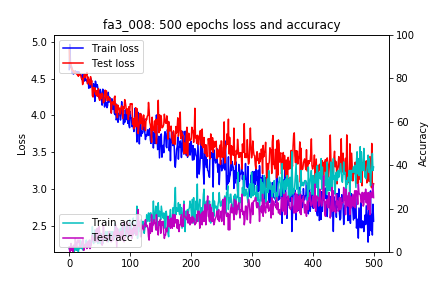 fa3_008: 500 epochs loss and accuracy
Train loss
Test loss
Train acc
Test acc
Loss
Accuracy
5.0
4.5
4.0
3.5
3.0
2.5
100
80
60
40
20
0
0
100
200
300
400
500